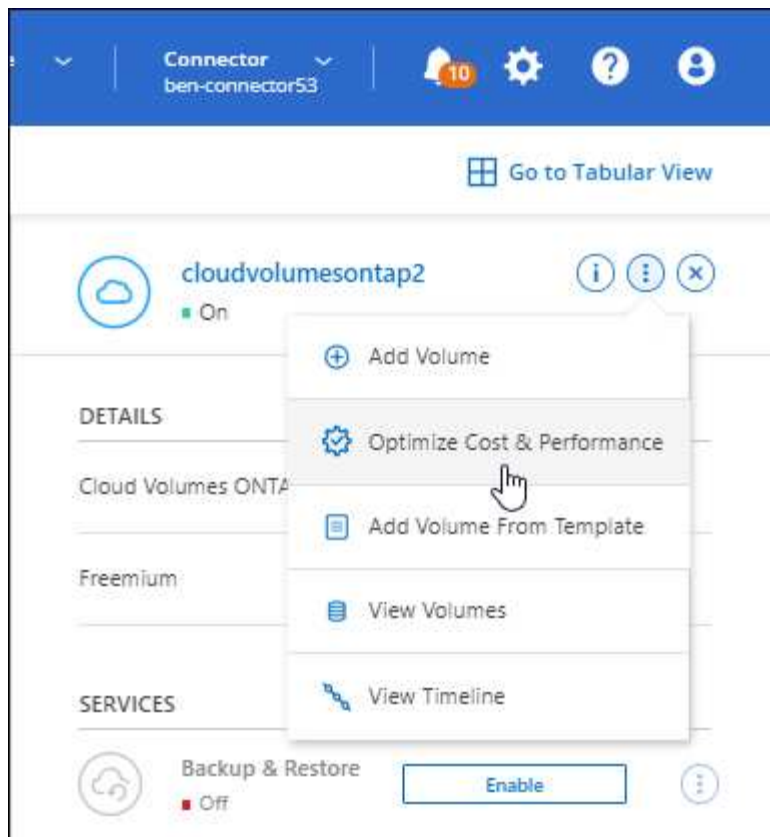 Connector
ben-connector53
10
Go to Tabular View
cloudvolumesontap2
On
Add Volume
DETAILS
Optimize Cost & Performance
Cloud Volumes ONTA
Add Volume From Template
Freemium
View Volumes
View Timeline
SERVICES
Backup & Restore
Enable
Off